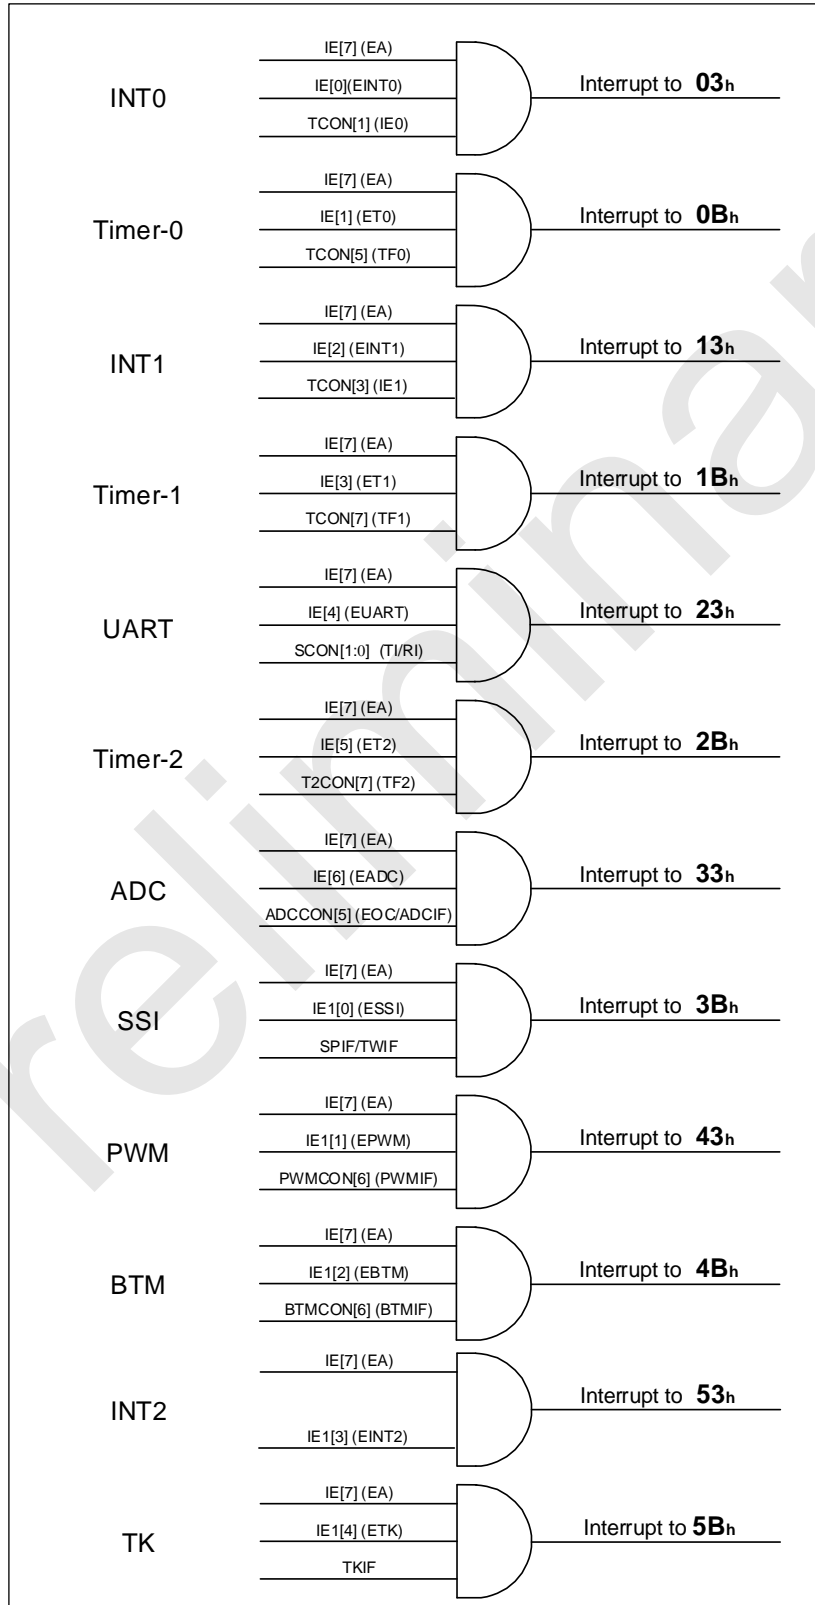 IE[7] (EA)
INT0
IE[0](EINT0)
Interrupt to 03h
TCON[1] (IE0)
IE[7] (EA)
Timer-0
IE[1] (ET0)
Interrupt to 0Bh
TCON[5] (TF0)
IE[7] (EA)
INT1
IE[2] (EINT1)
Interrupt to 13h
TCON[3] (IE1)
IE[7] (EA)
Timer-1
IE[3] (ET1)
Interrupt to 1Bh
TCON[7] (TF1)
IE[7] (EA)
UART
IE[4] (EUART)
Interrupt to 23h
SCON[1:0] (TI/RI)
IE[7] (EA)
Timer-2
IE[5] (ET2)
Interrupt to 2Bh
T2CON[7] (TF2)
IE[7] (EA)
ADC
IE[6] (EADC)
Interrupt to 33h
ADCCON[5] (EOC/ADCIF)
IE[7] (EA)
SSI
IE1[0] (ESSI)
Interrupt to 3Bh
SPIF/TWIF
IE[7] (EA)
PWM
IE1[1] (EPWM)
Interrupt to 43h
PWMCON[6] (PWMIF)
IE[7] (EA)
BTM
IE1[2] (EBTM)
Interrupt to 4Bh
BTMCON[6] (BTMIF)
IE[7] (EA)
INT2
Interrupt to 53h
IE1[3] (EINT2)
IE[7] (EA)
TK
IE1[4] (ETK)
Interrupt to 5Bh
TKIF
relimina